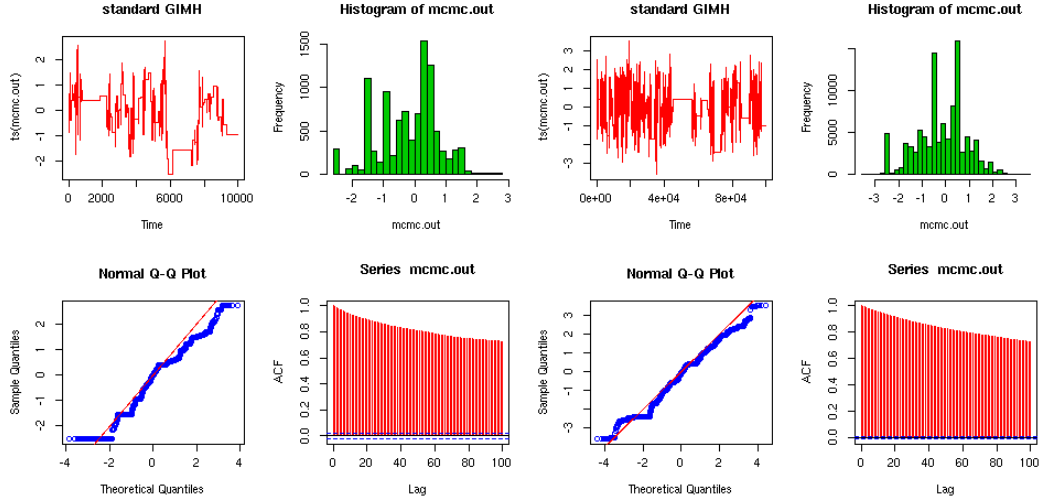 standard GIMH
Histogram of mcmc.out
standard GIMH
Histogram of mcmc.out
ts(mcmc.out)
2
1
0
-1
-2
0 2000 6000 10000
Time
Frequency
1500
1000
500
0
-2 -1 0 1 2 3
mcmc.out
ts(mcmc.out)
3
2
1
0
-1
-3
0e+00 4e+04 8e+04
Time
Frequency
10000
5000
0
-3 -2 -1 0 1 2 3
mcmc.out
Normal Q-Q Plot
Series mcmc.out
Normal Q-Q Plot
Series mcmc.out
Sample Quantiles
2
1
0
-1
-2
-4 -2 0 2 4
Theoretical Quantiles
ACF
1.0
0.8
0.6
0.4
0.2
0.0
0 20 40 60 80 100
Lag
Sample Quantiles
3
2
1
0
-1
-3
-4 -2 0 2 4
Theoretical Quantiles
ACF
1.0
0.8
0.6
0.4
0.2
0.0
0 20 40 60 80 100
Lag